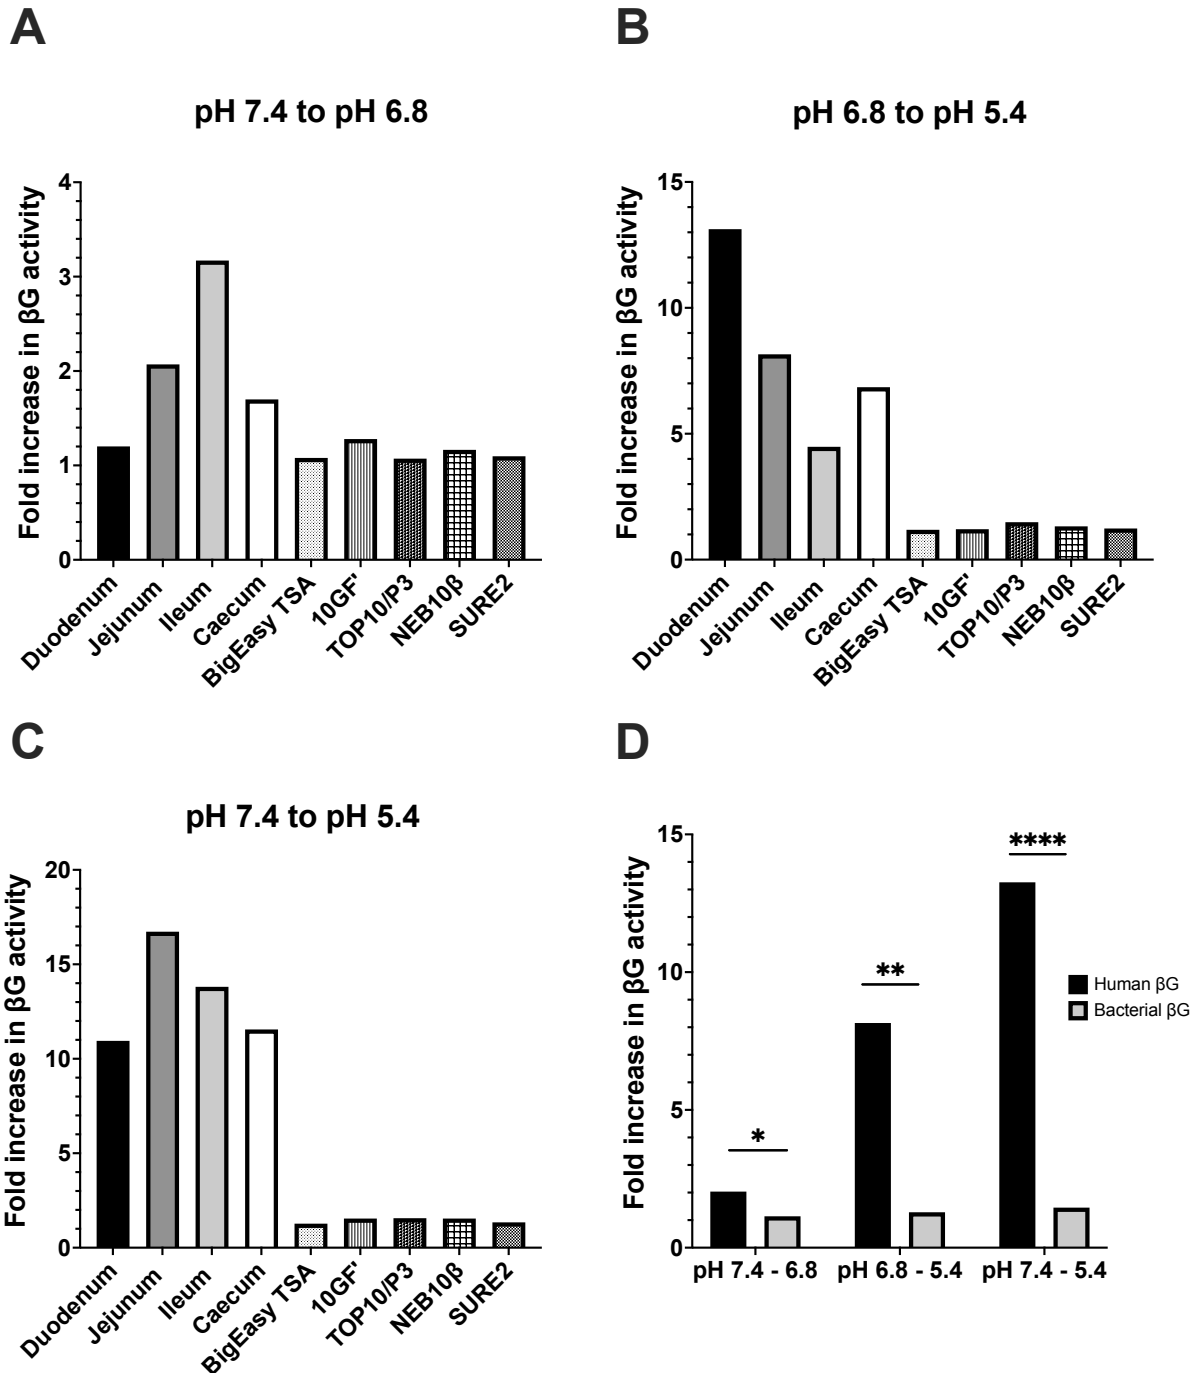 A
pH 7.4 to pH 6.8
Fold increase in βG activity
4
3
2
1
0
Duodenum
Jejunum
Ileum
Caecum
BigEasy TSA
10GF'
TOP10/P3
NEB10β
SURE2
B
pH 6.8 to pH 5.4
Fold increase in βG activity
15
10
5
0
Duodenum
Jejunum
Ileum
Caecum
BigEasy TSA
10GF'
TOP10/P3
NEB10β
SURE2
C
pH 7.4 to pH 5.4
Fold increase in βG activity
20
15
10
5
0
Duodenum
Jejunum
Ileum
Caecum
BigEasy TSA
10GF'
TOP10/P3
NEB10β
SURE2
D
Fold increase in βG activity
15
10
5
0
*
**
****
pH 7.4 - 6.8
pH 6.8 - 5.4
pH 7.4 - 5.4
Human βG
Bacterial βG